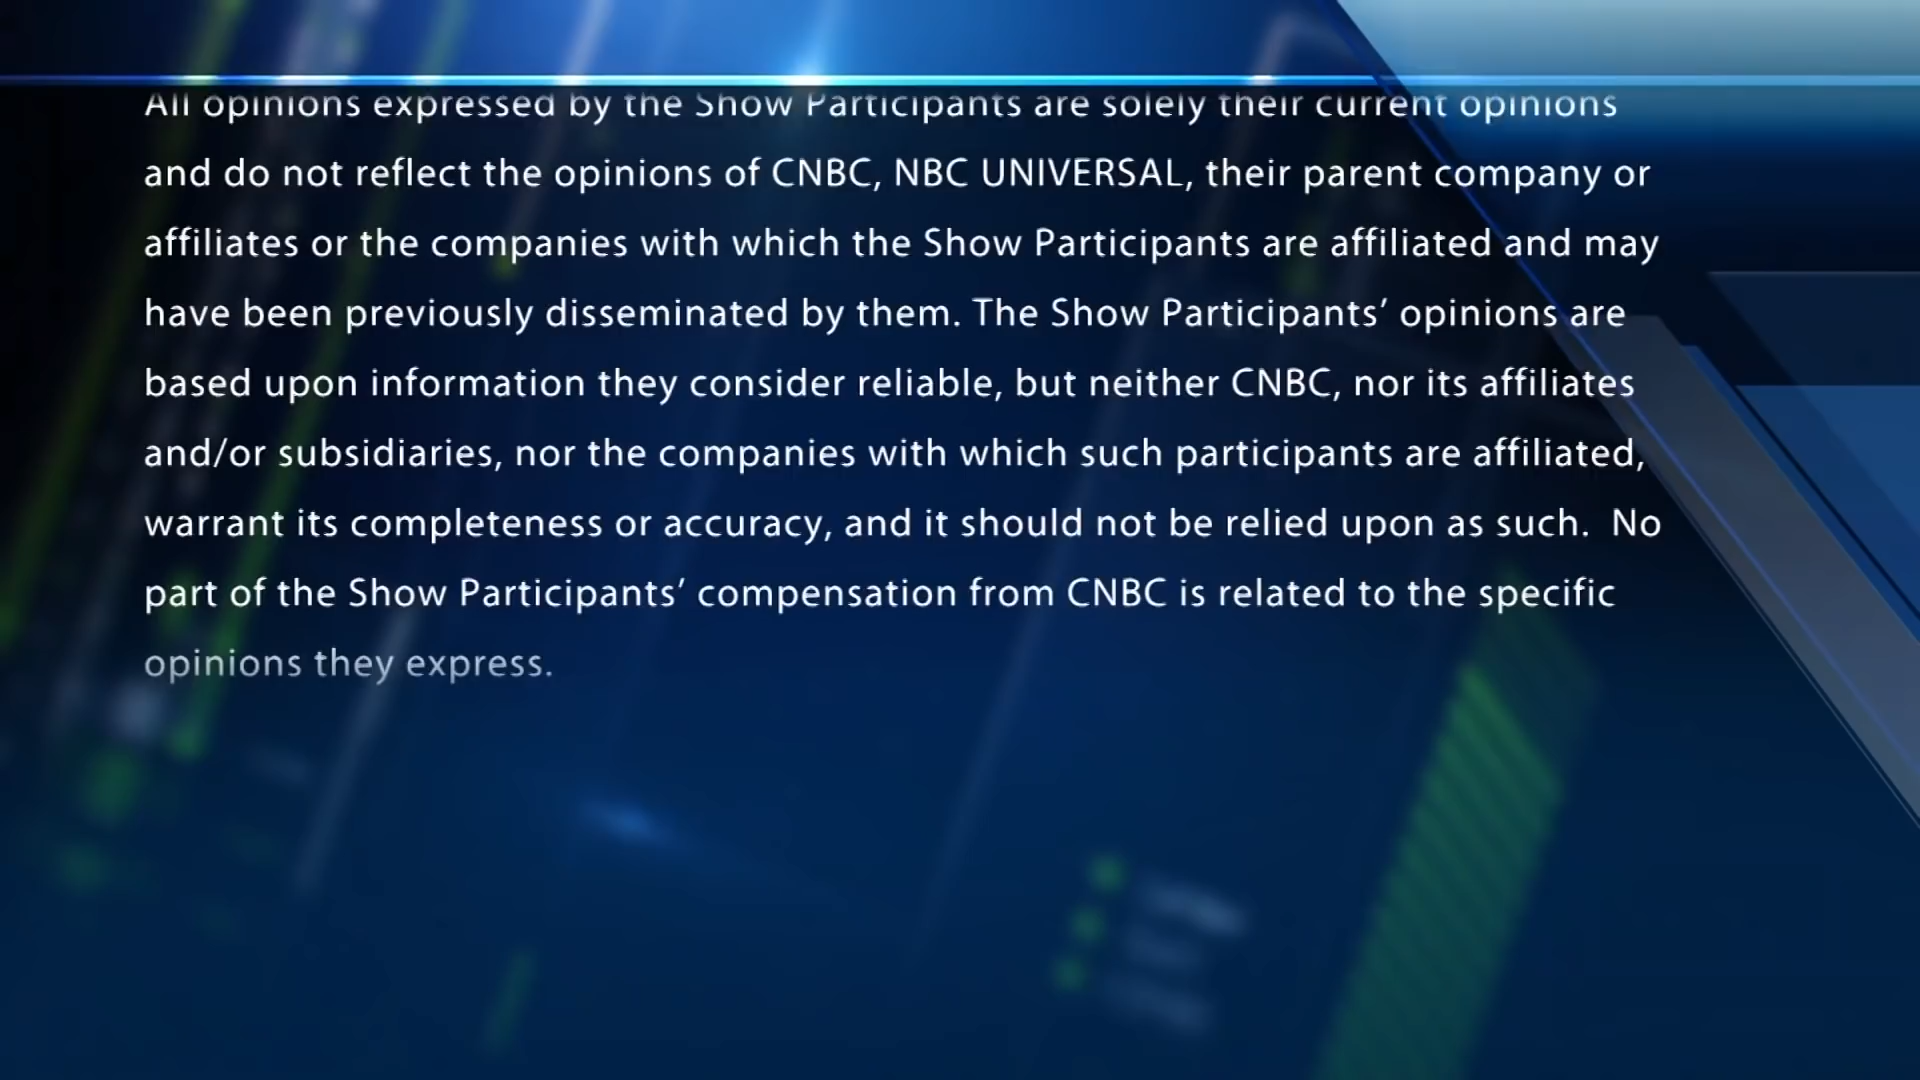 All opinions expressed by the Show Participants are solely their current opinions
and do not reflect the opinions of CNBC, NBC UNIVERSAL, their parent company or
affiliates or the companies with which the Show Participants are affiliated and may
have been previously disseminated by them. The Show Participants’ opinions are
based upon information they consider reliable, but neither CNBC, nor its affiliates
and/or subsidiaries, nor the companies with which such participants are affiliated,
warrant its completeness or accuracy, and it should not be relied upon as such.  No
part of the Show Participants’ compensation from CNBC is related to the specific
opinions they express.